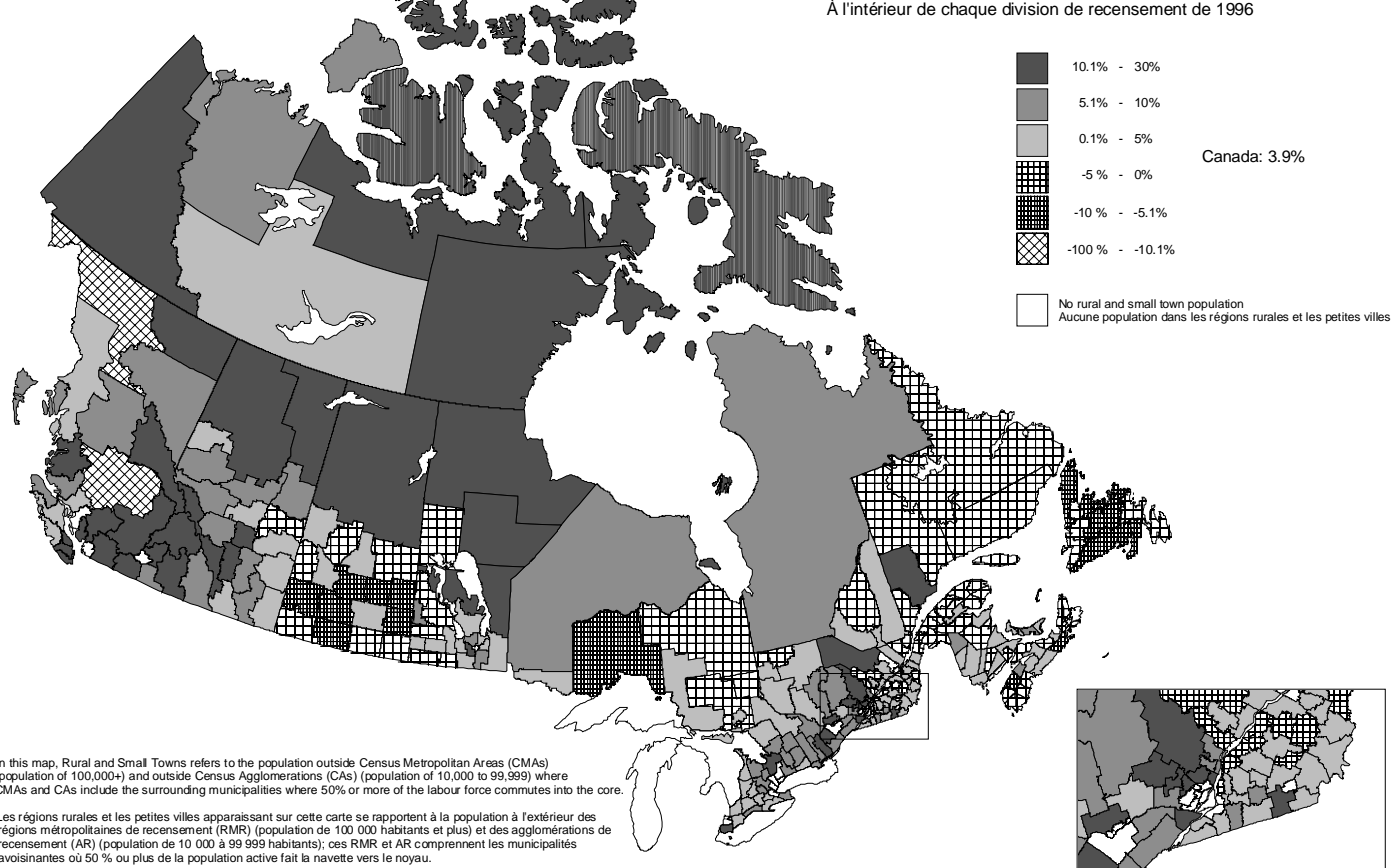 À l'intérieur de chaque division de recensement de 1996
10.1% - 30%
5.1% - 10%
0.1% - 5%
Canada: 3.9%
-5 % - 0%
-10 % - -5.1%
-100 % - -10.1%
No rural and small town population
Aucune population dans les régions rurales et les petites villes
In this map, Rural and Small Towns refers to the population outside Census Metropolitan Areas (CMAs)
(population of 100,000+) and outside Census Agglomerations (CAs) (population of 10,000 to 99,999) where
CMAs and CAs include the surrounding municipalities where 50% or more of the labour force commutes into the core.
Les régions rurales et les petites villes apparaissant sur cette carte se rapportent à la population à l'extérieur des
régions métropolitaines de recensement (RMR) (population de 100 000 habitants et plus) et des agglomérations de
recensement (AR) (population de 10 000 à 99 999 habitants); ces RMR et AR comprennent les municipalités
avoisinantes où 50 % ou plus de la population active fait la navette vers le noyau.